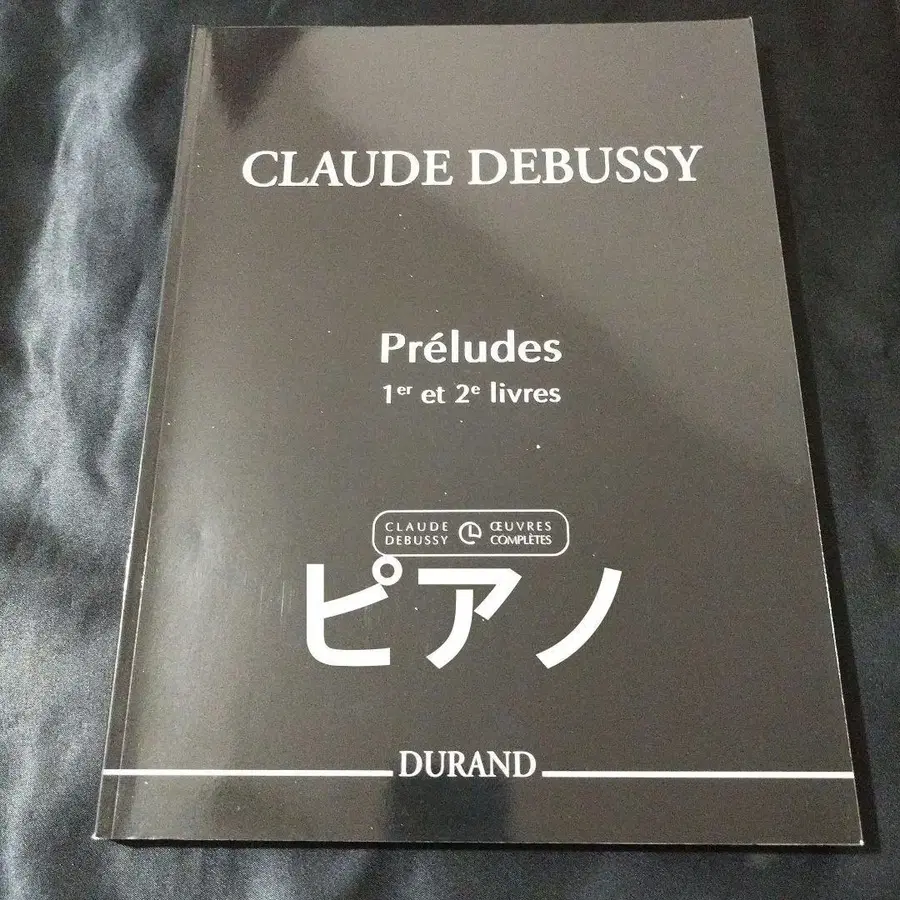 CLAUDE DEBUSSY
Préludes
1er et 2e livres
CLAUDE DEBUSSY
ŒUVRES COMPLÈTES
ピアノ
DURAND